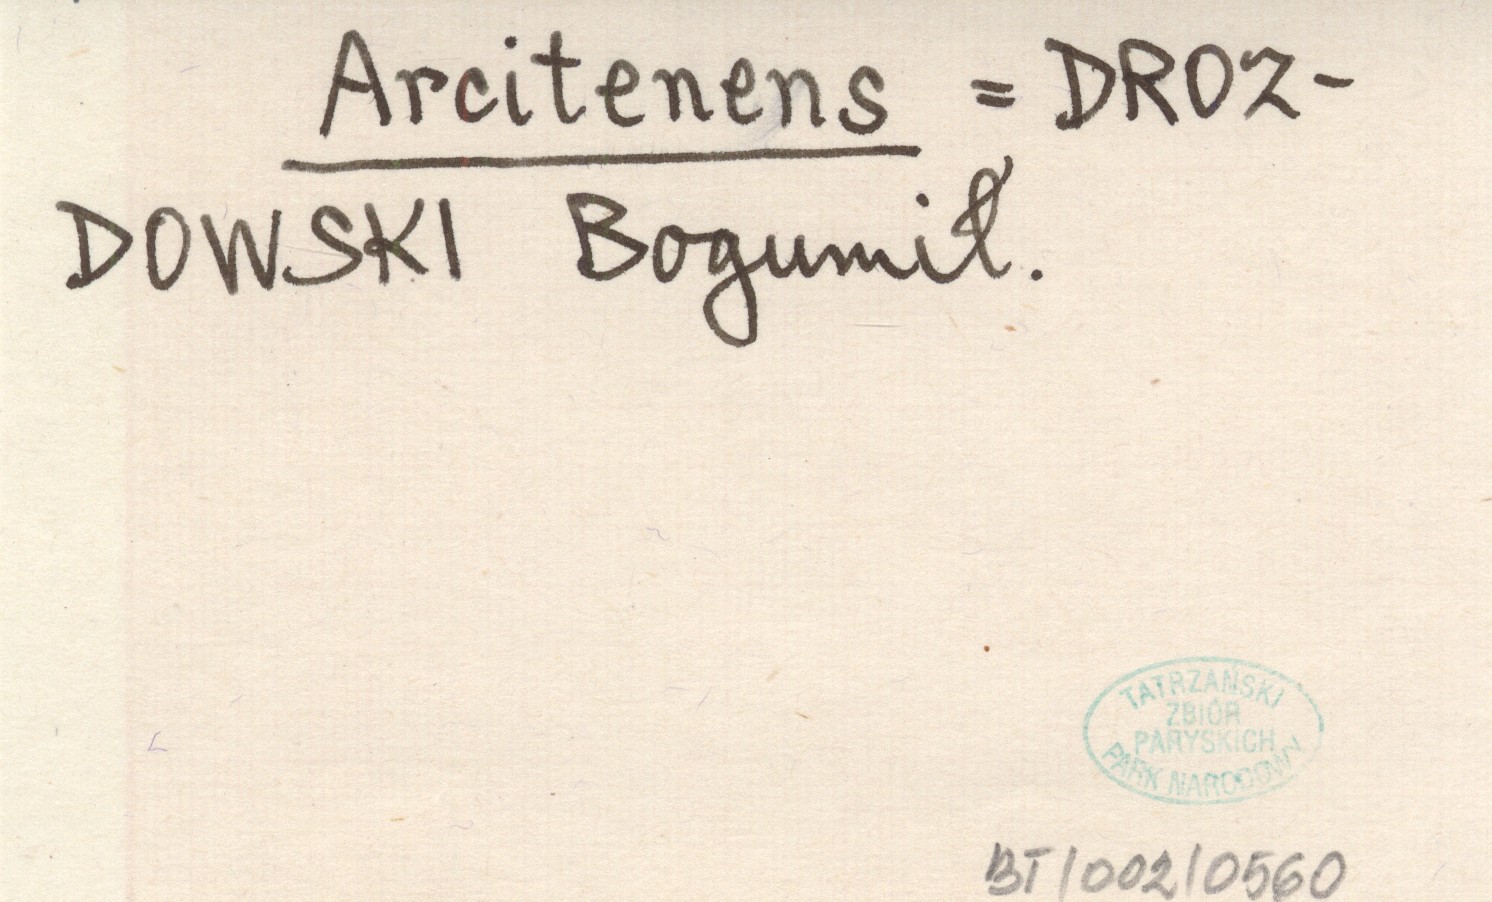 Arcitenens = DROZ-
DOWSKI Bogumił.
TATRZAŃSKI
ZBIÓR
PARYSKICH
PARK NARODOWY
BT/002/0560